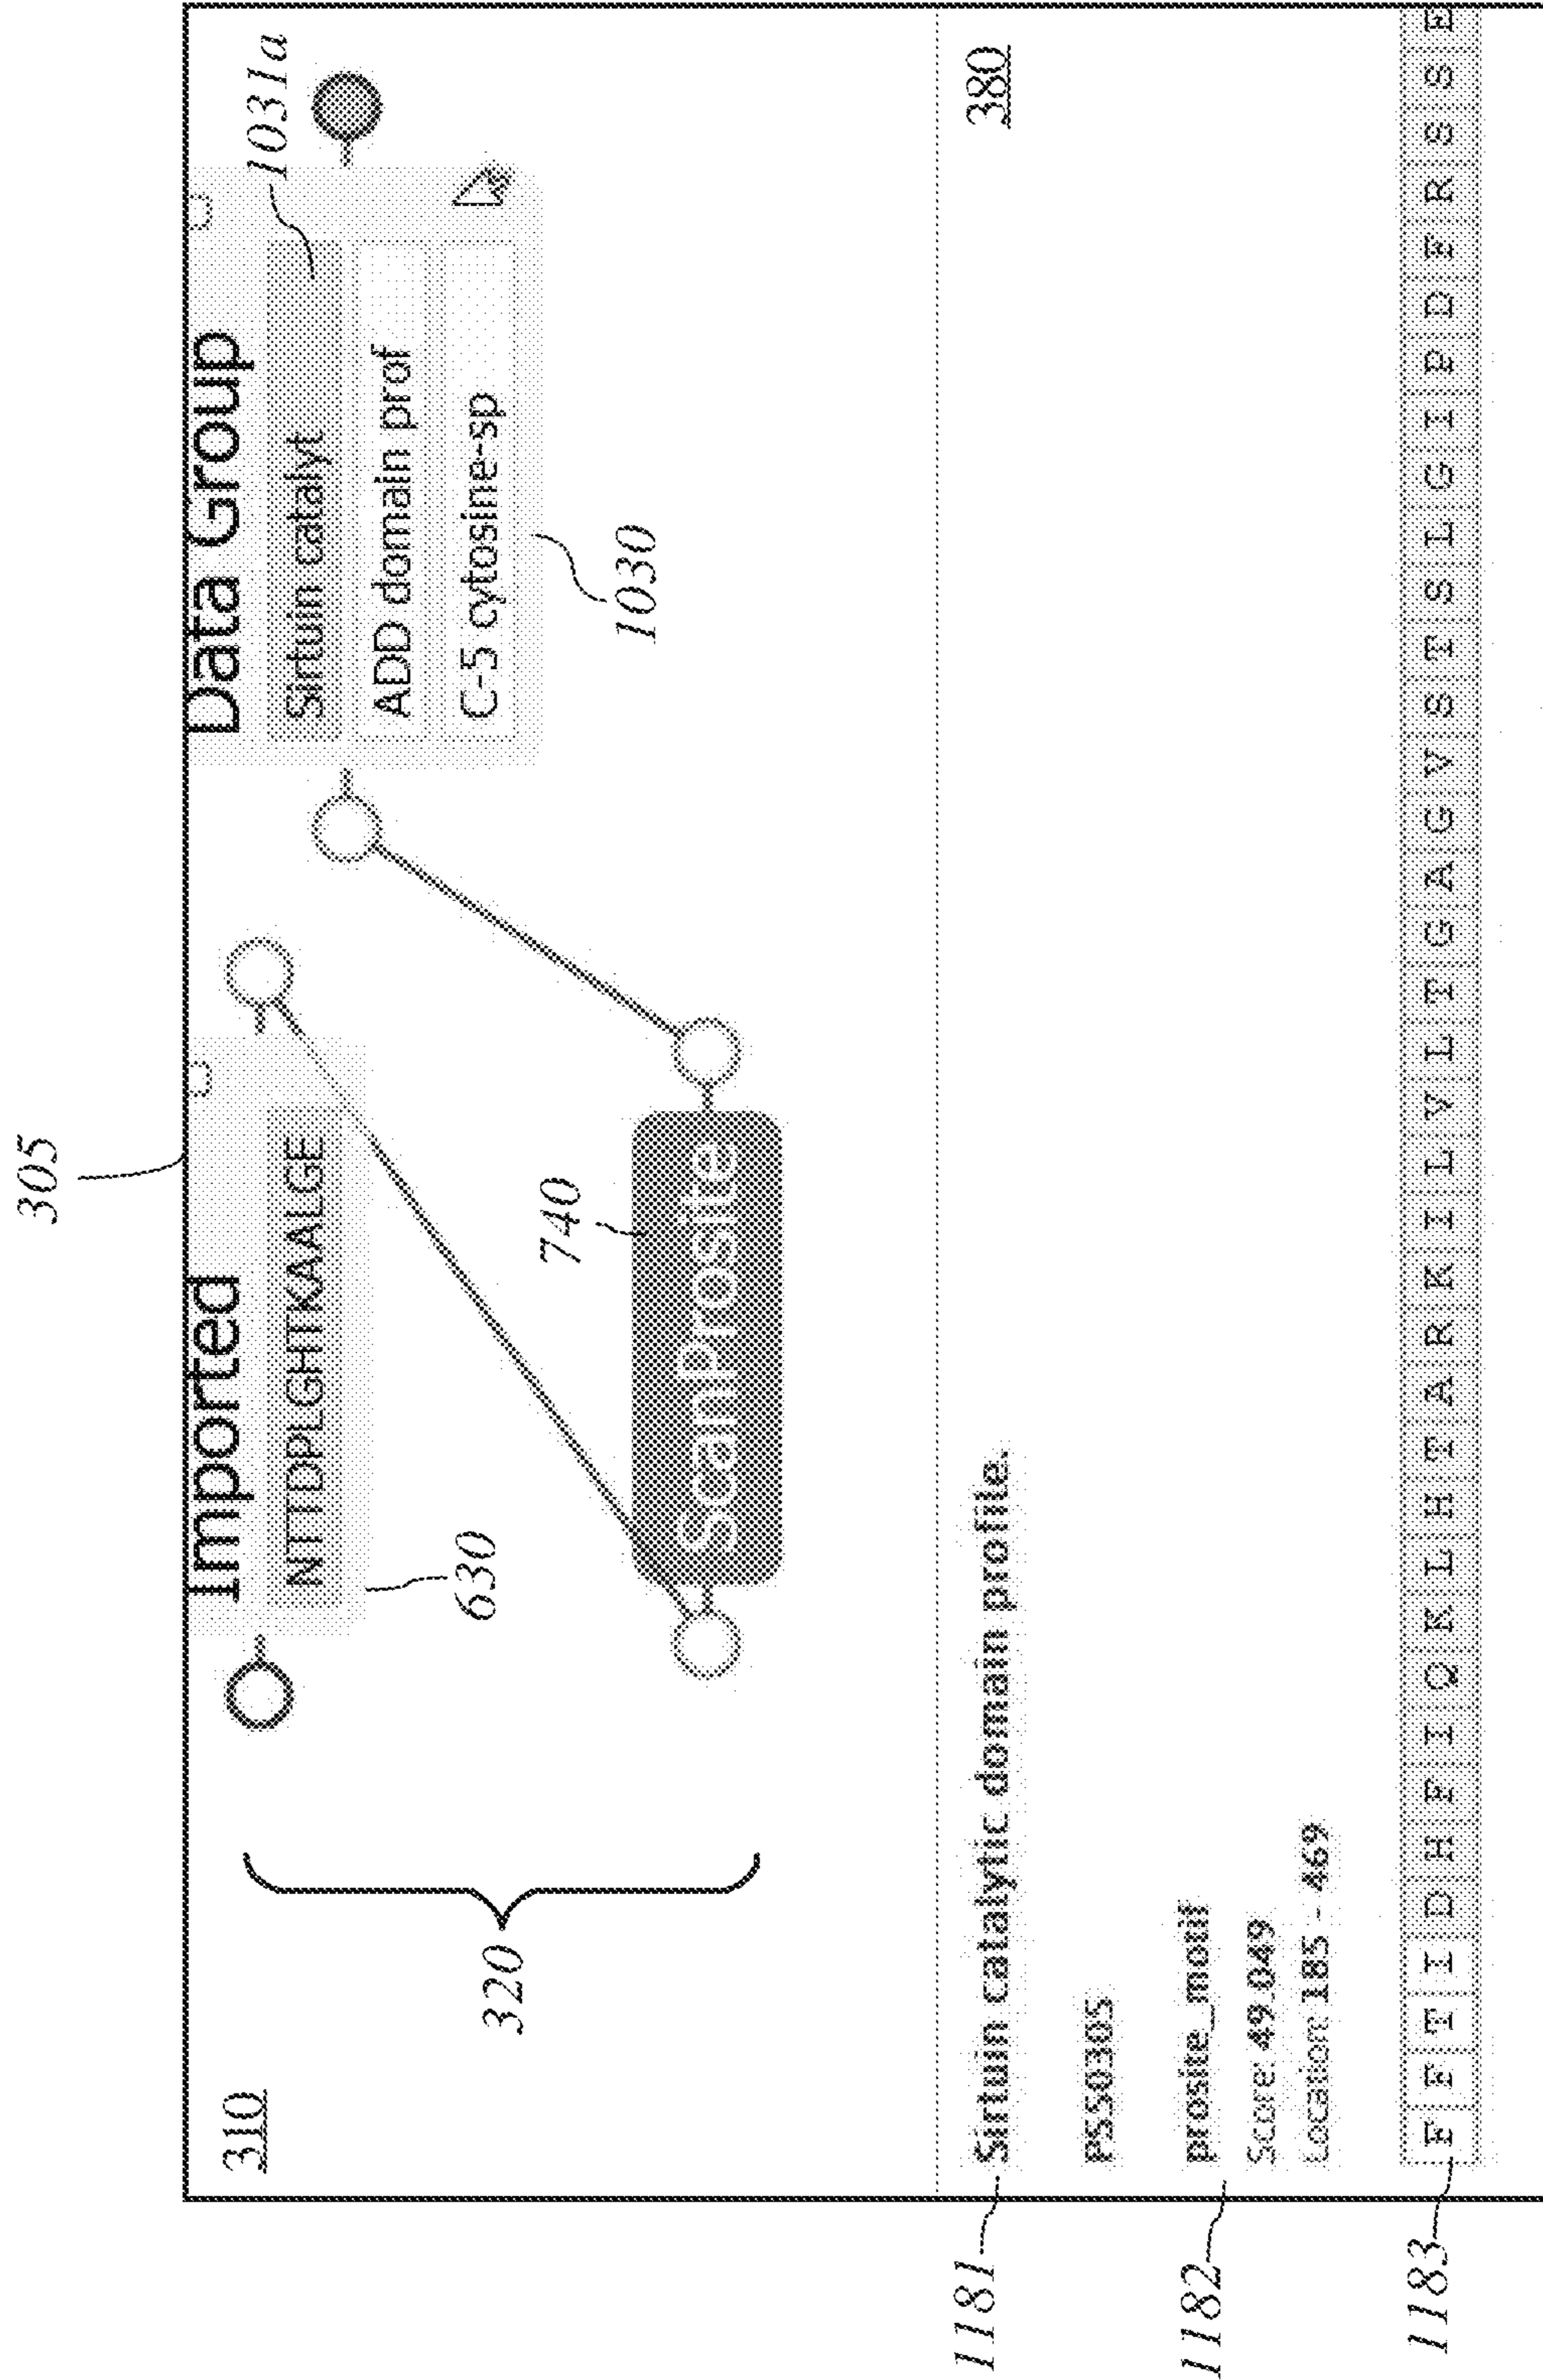 305
310
320
Imported
NTTDPLGHTKAALGE
630
ScanProsite
740
Data Group
Sirtuin catalyt
ADD domain prof
C-5 cytosine-sp
1031a
1030
380
1181
Sirtuin catalytic domain profile.
PS50305
1182
prosite_motif
Score: 49.049
Location: 185 - 469
1183
F F T I D H F I Q K L H T A R K I L V L T G A G V S T S L G I P D F R S S E